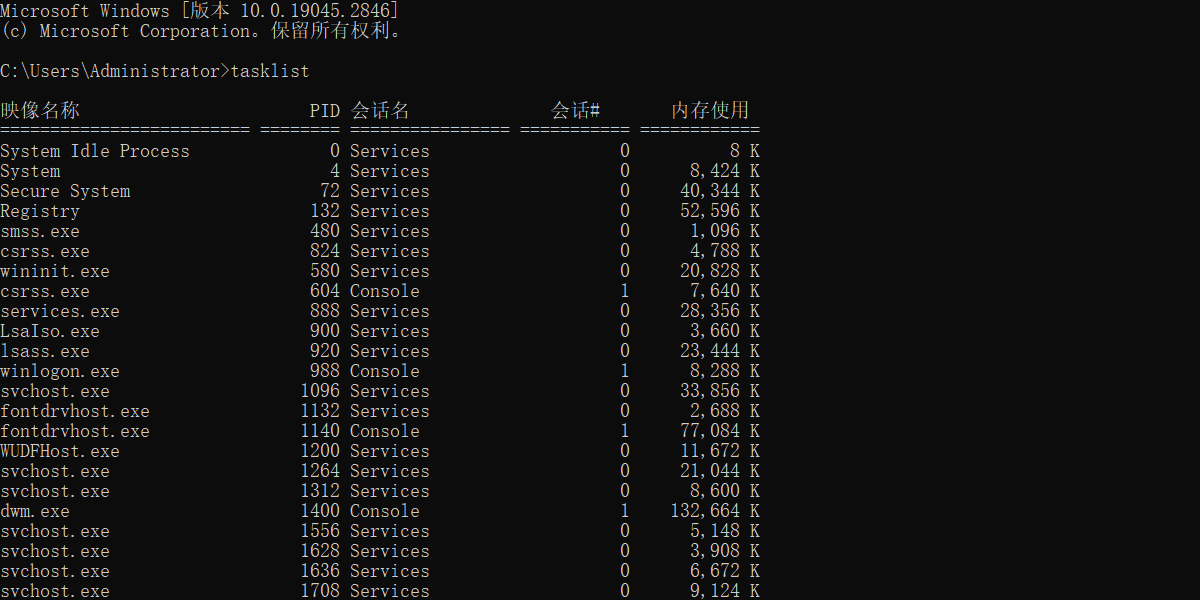 Microsoft Windows [版本 10.0.19045.2846]
(c) Microsoft Corporation。保留所有权利。
C:\Users\Administrator>tasklist
映像名称                       PID 会话名              会话#       内存使用
========================= ======== ================ =========== ============
System Idle Process              0 Services                   0          8 K
System                           4 Services                   0      8,424 K
Secure System                   72 Services                   0     40,344 K
Registry                       132 Services                   0     52,596 K
smss.exe                       480 Services                   0      1,096 K
csrss.exe                      824 Services                   0      4,788 K
wininit.exe                    580 Services                   0     20,828 K
csrss.exe                      604 Console                    1      7,640 K
services.exe                   888 Services                   0     28,356 K
LsaIso.exe                     900 Services                   0      3,660 K
lsass.exe                      920 Services                   0     23,444 K
winlogon.exe                   988 Console                    1      8,288 K
svchost.exe                   1096 Services                   0     33,856 K
fontdrvhost.exe               1132 Services                   0      2,688 K
fontdrvhost.exe               1140 Console                    1     77,084 K
WUDFHost.exe                  1200 Services                   0     11,672 K
svchost.exe                   1264 Services                   0     21,044 K
svchost.exe                   1312 Services                   0      8,600 K
dwm.exe                       1400 Console                    1    132,664 K
svchost.exe                   1556 Services                   0      5,148 K
svchost.exe                   1628 Services                   0      3,908 K
svchost.exe                   1636 Services                   0      6,672 K
svchost.exe                   1708 Services                   0      9,124 K